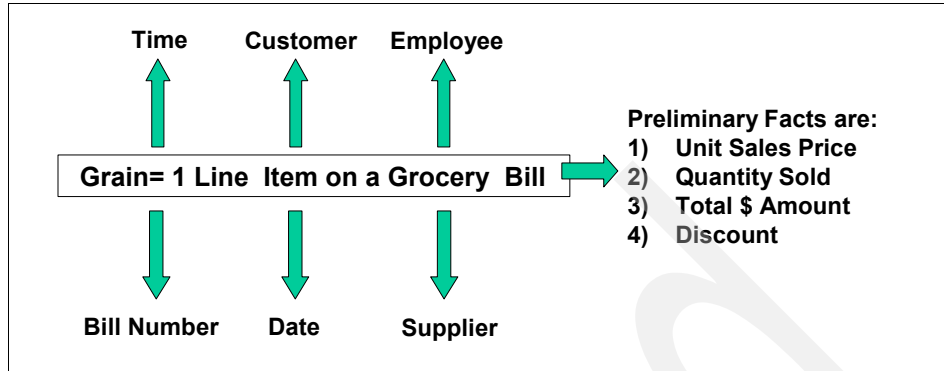 Time Customer Employee
Preliminary Facts are:
1) Unit Sales Price
Grain= 1 Line Item on a Grocery Bill
2) Quantity Sold
3) Total $ Amount
4) Discount
Bill Number Date Supplier